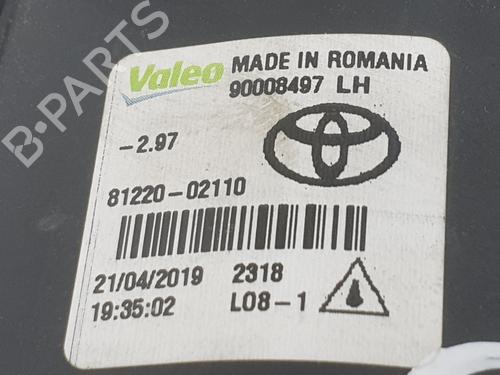 B-PARTS
Valeo MADE IN ROMANIA
90008497 LH
-2.97
81220-02110
21/04/2019 2318
19:35:02 L08-1